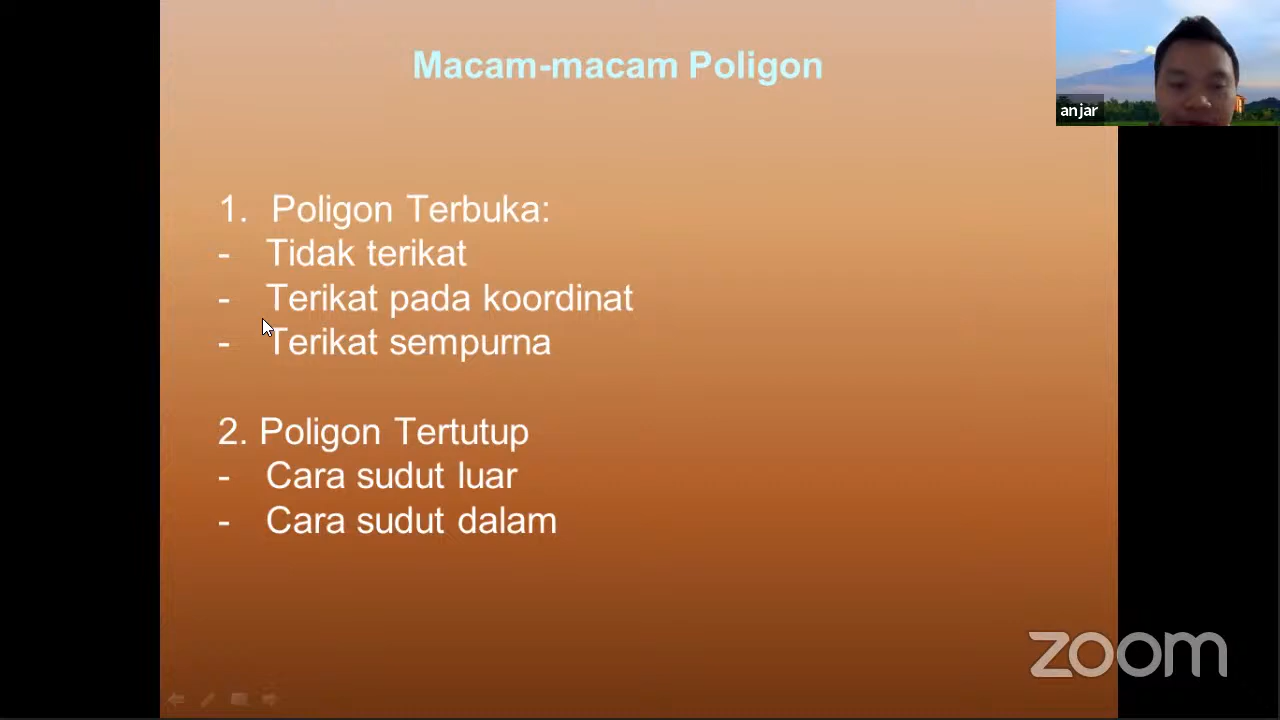 Macam-macam Poligon
anjar
1. Poligon Terbuka:
- Tidak terikat
- Terikat pada koordinat
- Terikat sempurna
2. Poligon Tertutup
- Cara sudut luar
- Cara sudut dalam
zoom